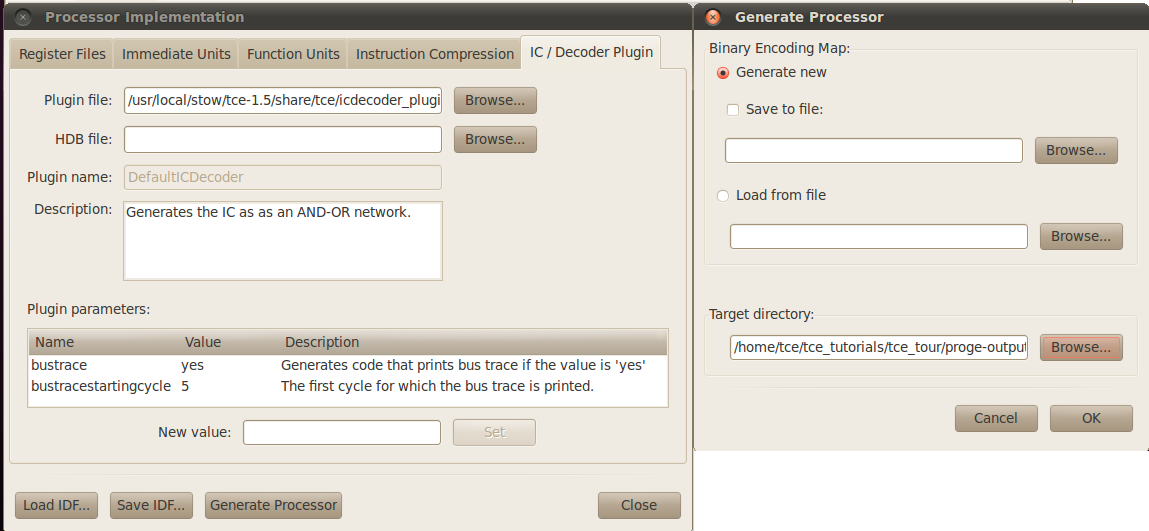 Processor Implementation
Register Files Immediate Units Function Units Instruction Compression IC / Decoder Plugin
Plugin file: /usr/local/stow/tce-1.5/share/tce/icdecoder_plugi Browse...
HDB file: Browse...
Plugin name: DefaultICDecoder
Description: Generates the IC as as an AND-OR network.
Plugin parameters:
Name Value Description
bustrace yes Generates code that prints bus trace if the value is 'yes'
bustracestartingcycle 5 The first cycle for which the bus trace is printed.
New value: Set
Load IDF... Save IDF... Generate Processor Close
Generate Processor
Binary Encoding Map:
Generate new
Save to file:
Browse...
Load from file
Browse...
Target directory:
/home/tce/tce_tutorials/tce_tour/proge-output Browse...
Cancel OK